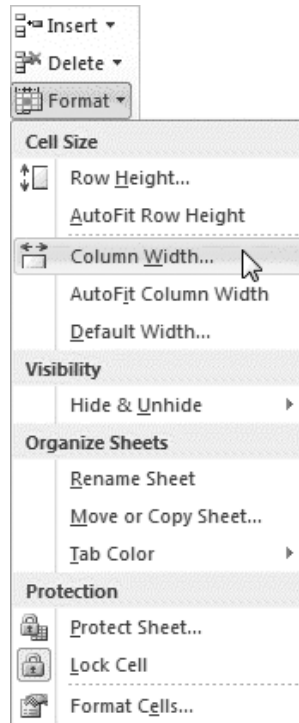 Insert
Delete
Format
Cell Size
Row Height...
AutoFit Row Height
Column Width...
AutoFit Column Width
Default Width...
Visibility
Hide & Unhide
Organize Sheets
Rename Sheet
Move or Copy Sheet...
Tab Color
Protection
Protect Sheet...
Lock Cell
Format Cells...